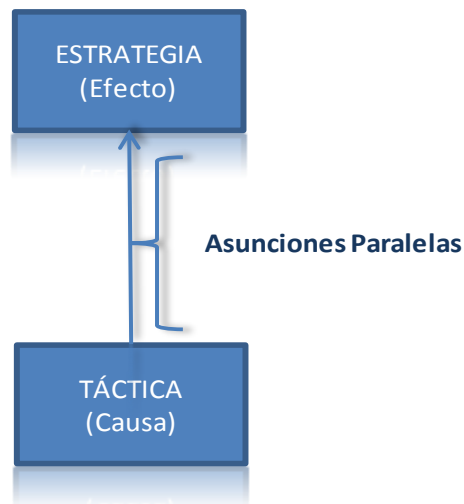 ESTRATEGIA
(Efecto)
Asunciones Paralelas
TÁCTICA
(Causa)